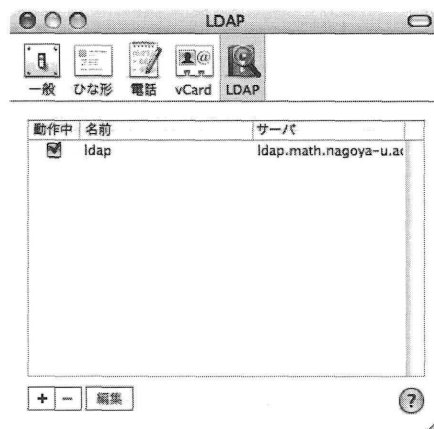 LDAP
一般 ひな形 電話 vCard LDAP
動作中 名前 サーバ
ldap ldap.math.nagoya-u.ac
+ − 編集 ?